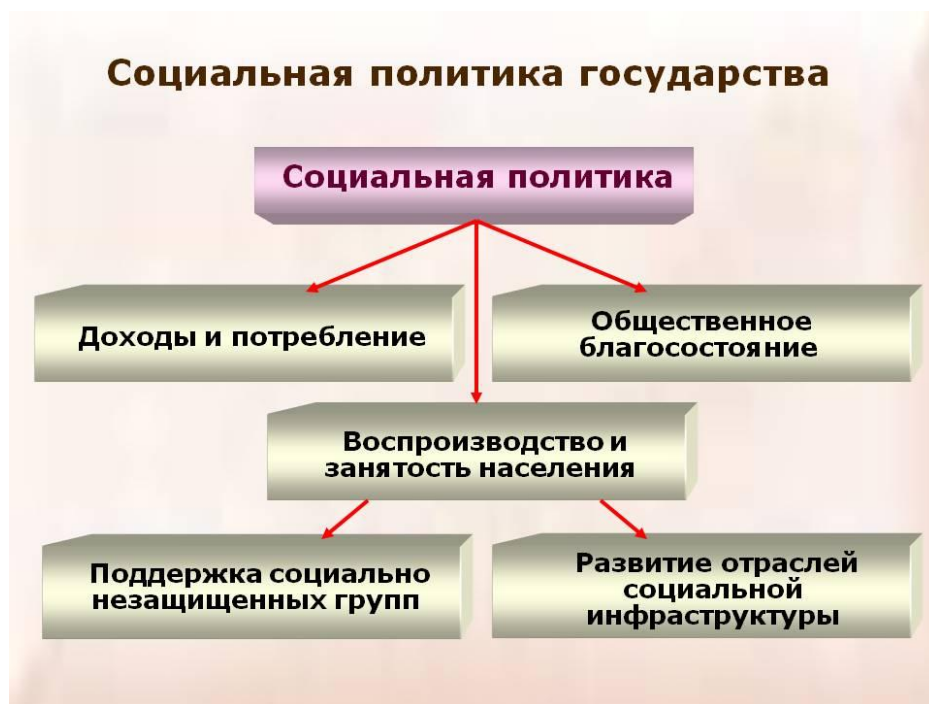 Социальная политика государства
Социальная политика
Доходы и потребление
Общественное
благосостояние
Воспроизводство и
занятость населения
Поддержка социально
незащищенных групп
Развитие отраслей
социальной
инфраструктуры